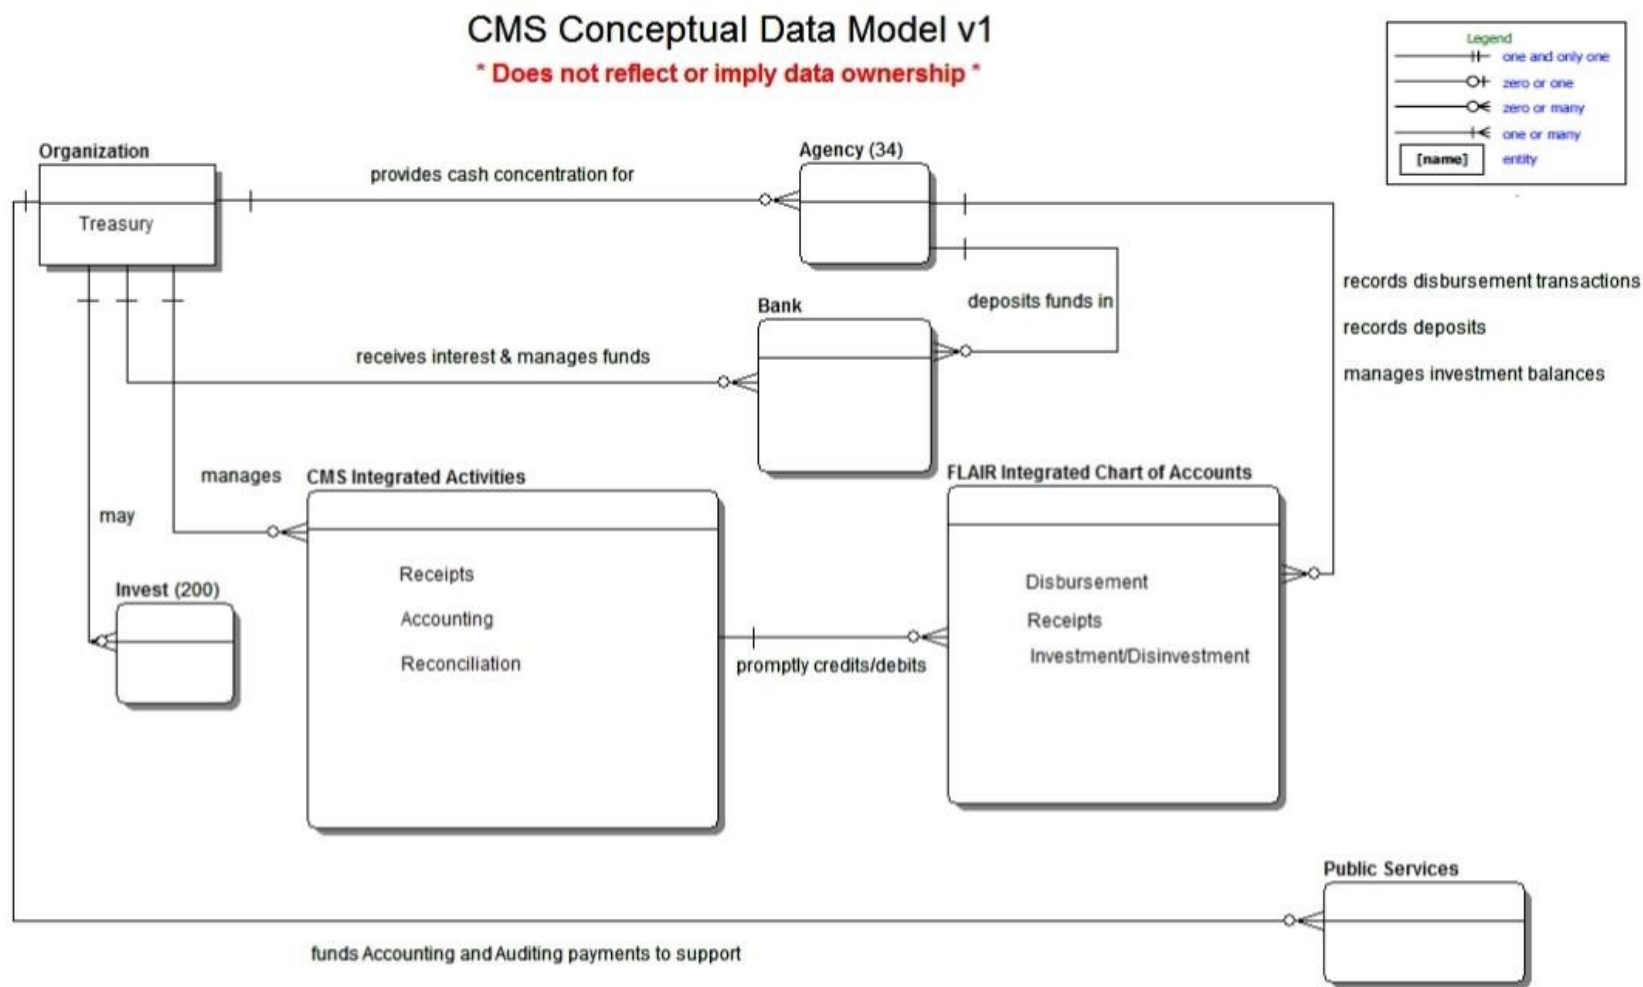 CMS Conceptual Data Model v1
* Does not reflect or imply data ownership *
Legend
one and only one
zero or one
zero or many
one or many
[name] entity
Organization
Treasury
provides cash concentration for
Agency (34)
deposits funds in
records disbursement transactions
records deposits
manages investment balances
Bank
receives interest & manages funds
manages
may
CMS Integrated Activities
Receipts
Accounting
Reconciliation
FLAIR Integrated Chart of Accounts
Disbursement
Receipts
Investment/Disinvestment
Invest (200)
promptly credits/debits
Public Services
funds Accounting and Auditing payments to support